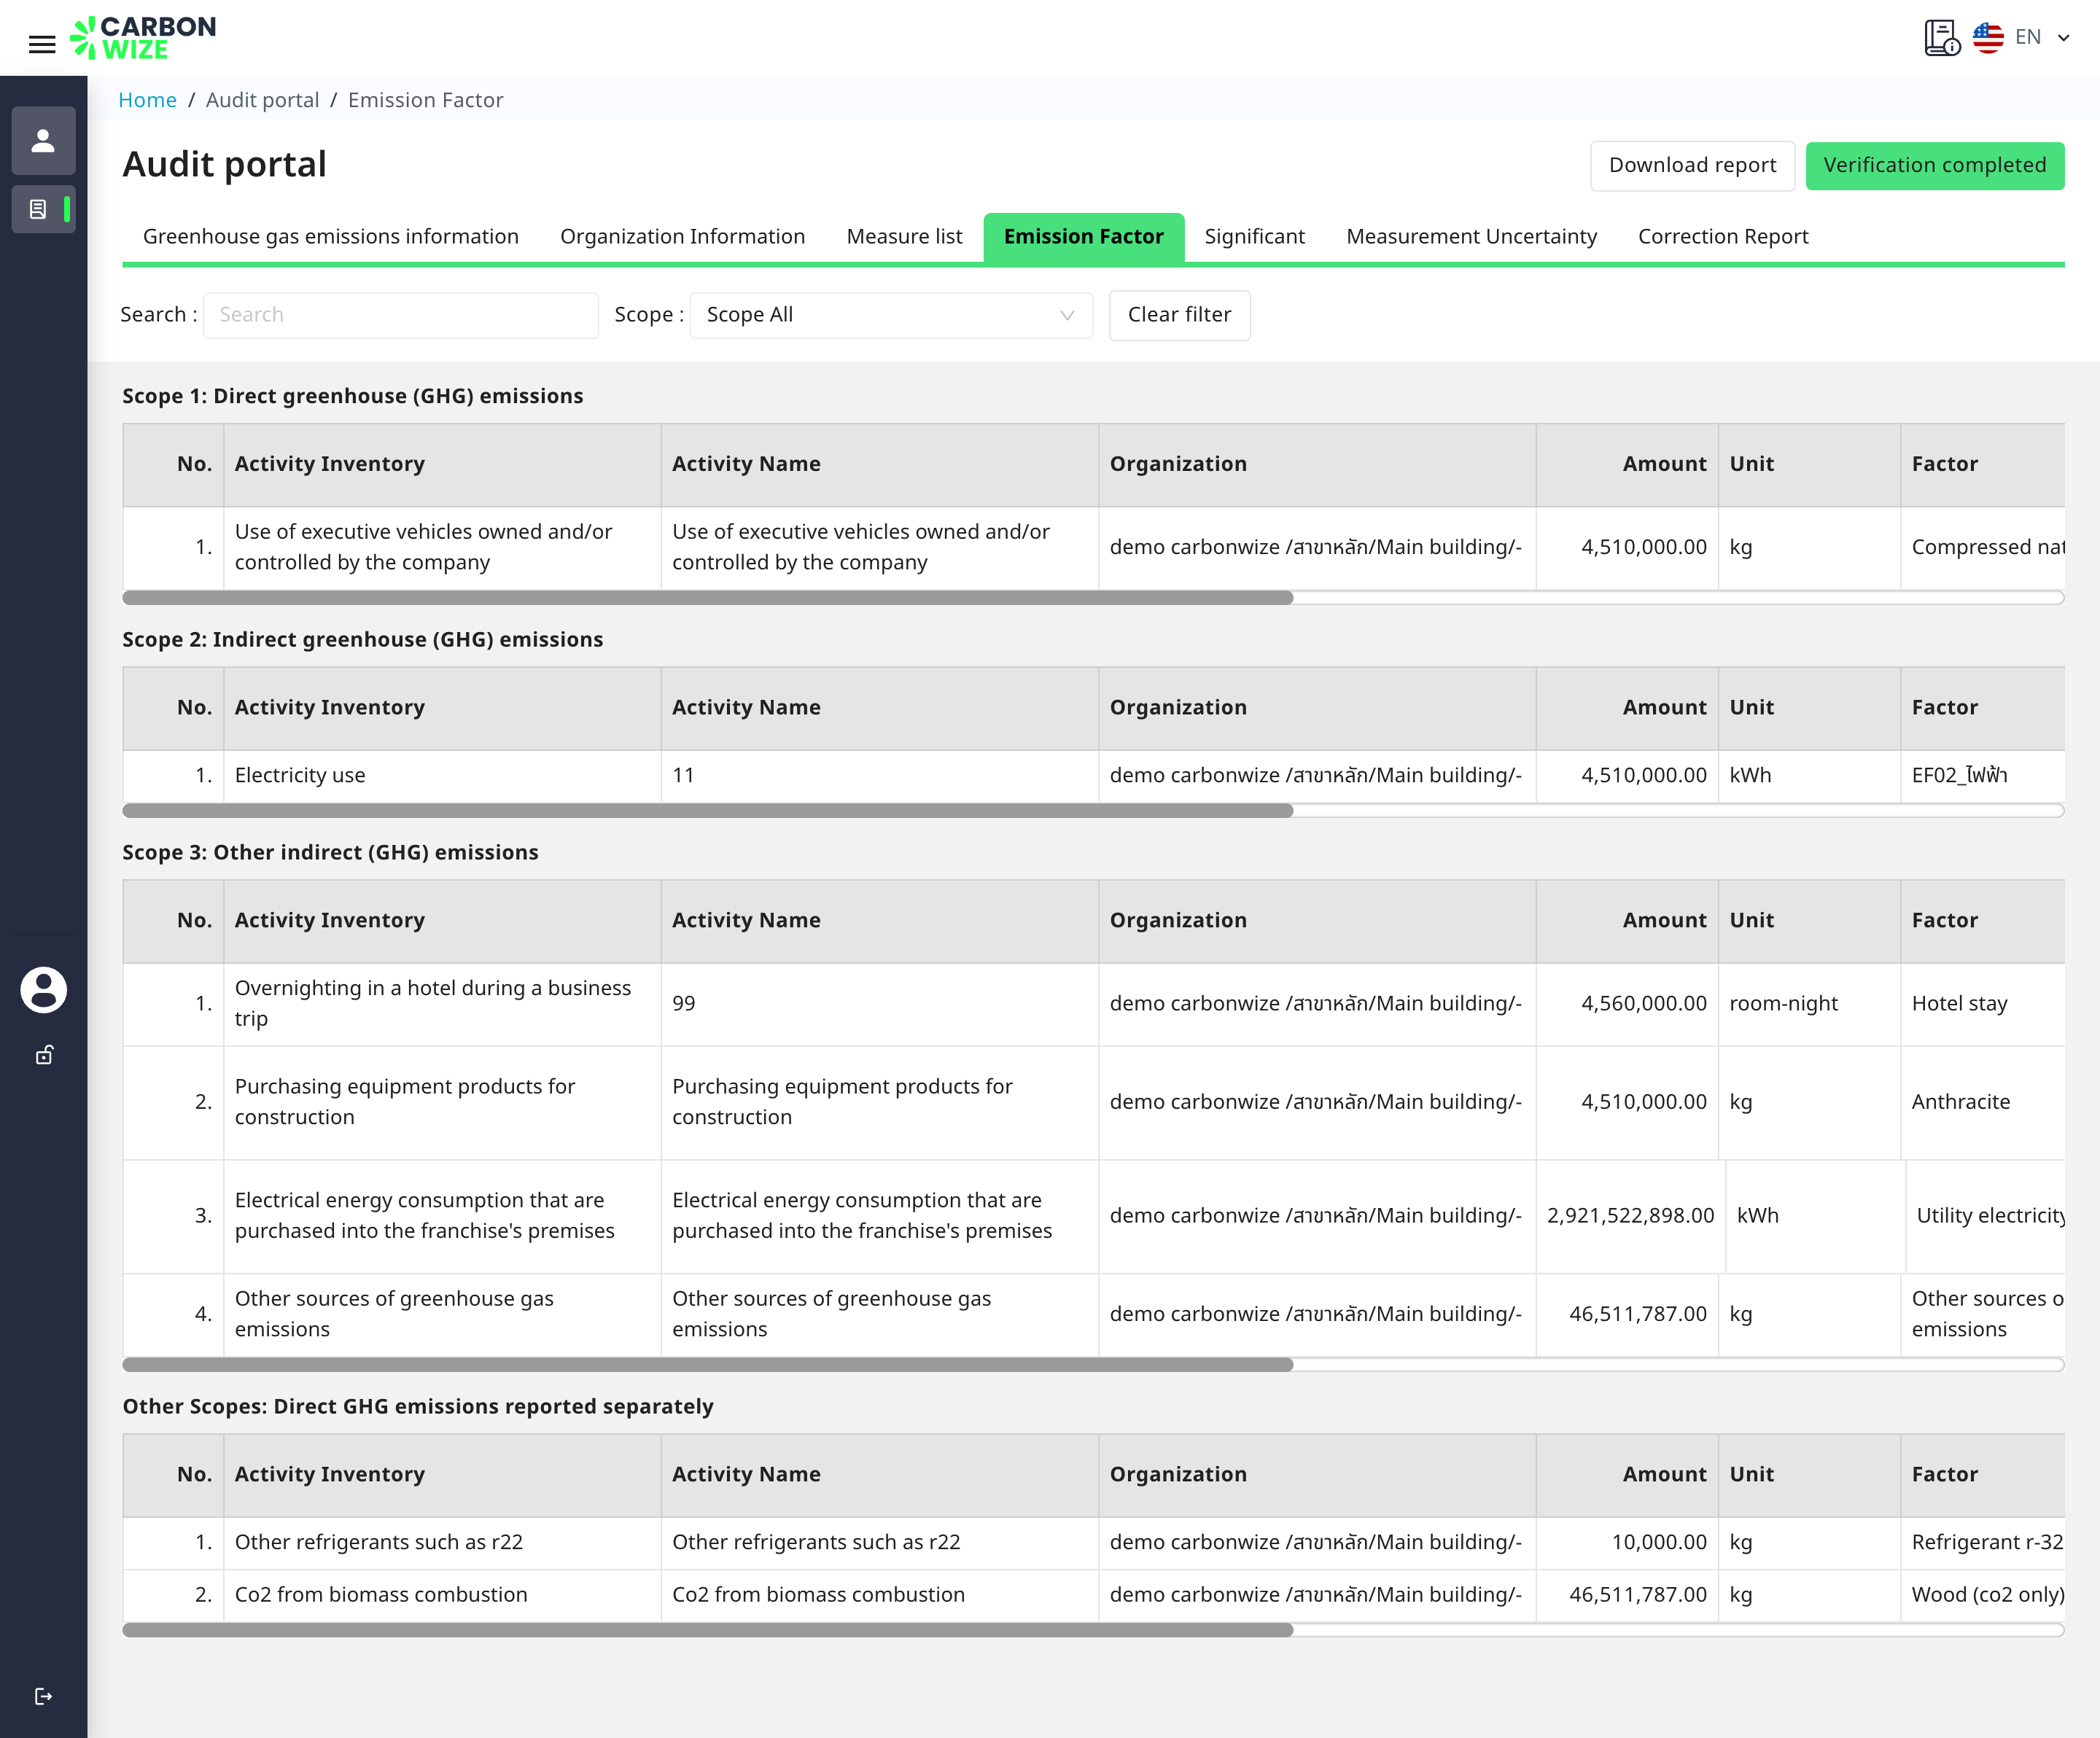 CARBON
WIZE
EN
Home / Audit portal / Emission Factor
Audit portal
Download report
Verification completed
Greenhouse gas emissions information
Organization Information
Measure list
Emission Factor
Significant
Measurement Uncertainty
Correction Report
Search :
Search
Scope :
Scope All
Clear filter
Scope 1: Direct greenhouse (GHG) emissions
No. Activity Inventory Activity Name Organization Amount Unit Factor
1. Use of executive vehicles owned and/or controlled by the company Use of executive vehicles owned and/or controlled by the company demo carbonwize /สาขาหลัก/Main building/- 4,510,000.00 kg Compressed nat
Scope 2: Indirect greenhouse (GHG) emissions
No. Activity Inventory Activity Name Organization Amount Unit Factor
1. Electricity use 11 demo carbonwize /สาขาหลัก/Main building/- 4,510,000.00 kWh EF02_ไฟฟ้า
Scope 3: Other indirect (GHG) emissions
No. Activity Inventory Activity Name Organization Amount Unit Factor
1. Overnighting in a hotel during a business trip 99 demo carbonwize /สาขาหลัก/Main building/- 4,560,000.00 room-night Hotel stay
2. Purchasing equipment products for construction Purchasing equipment products for construction demo carbonwize /สาขาหลัก/Main building/- 4,510,000.00 kg Anthracite
3. Electrical energy consumption that are purchased into the franchise's premises Electrical energy consumption that are purchased into the franchise's premises demo carbonwize /สาขาหลัก/Main building/- 2,921,522,898.00 kWh Utility electricity
4. Other sources of greenhouse gas emissions Other sources of greenhouse gas emissions demo carbonwize /สาขาหลัก/Main building/- 46,511,787.00 kg Other sources o emissions
Other Scopes: Direct GHG emissions reported separately
No. Activity Inventory Activity Name Organization Amount Unit Factor
1. Other refrigerants such as r22 Other refrigerants such as r22 demo carbonwize /สาขาหลัก/Main building/- 10,000.00 kg Refrigerant r-32
2. Co2 from biomass combustion Co2 from biomass combustion demo carbonwize /สาขาหลัก/Main building/- 46,511,787.00 kg Wood (co2 only)